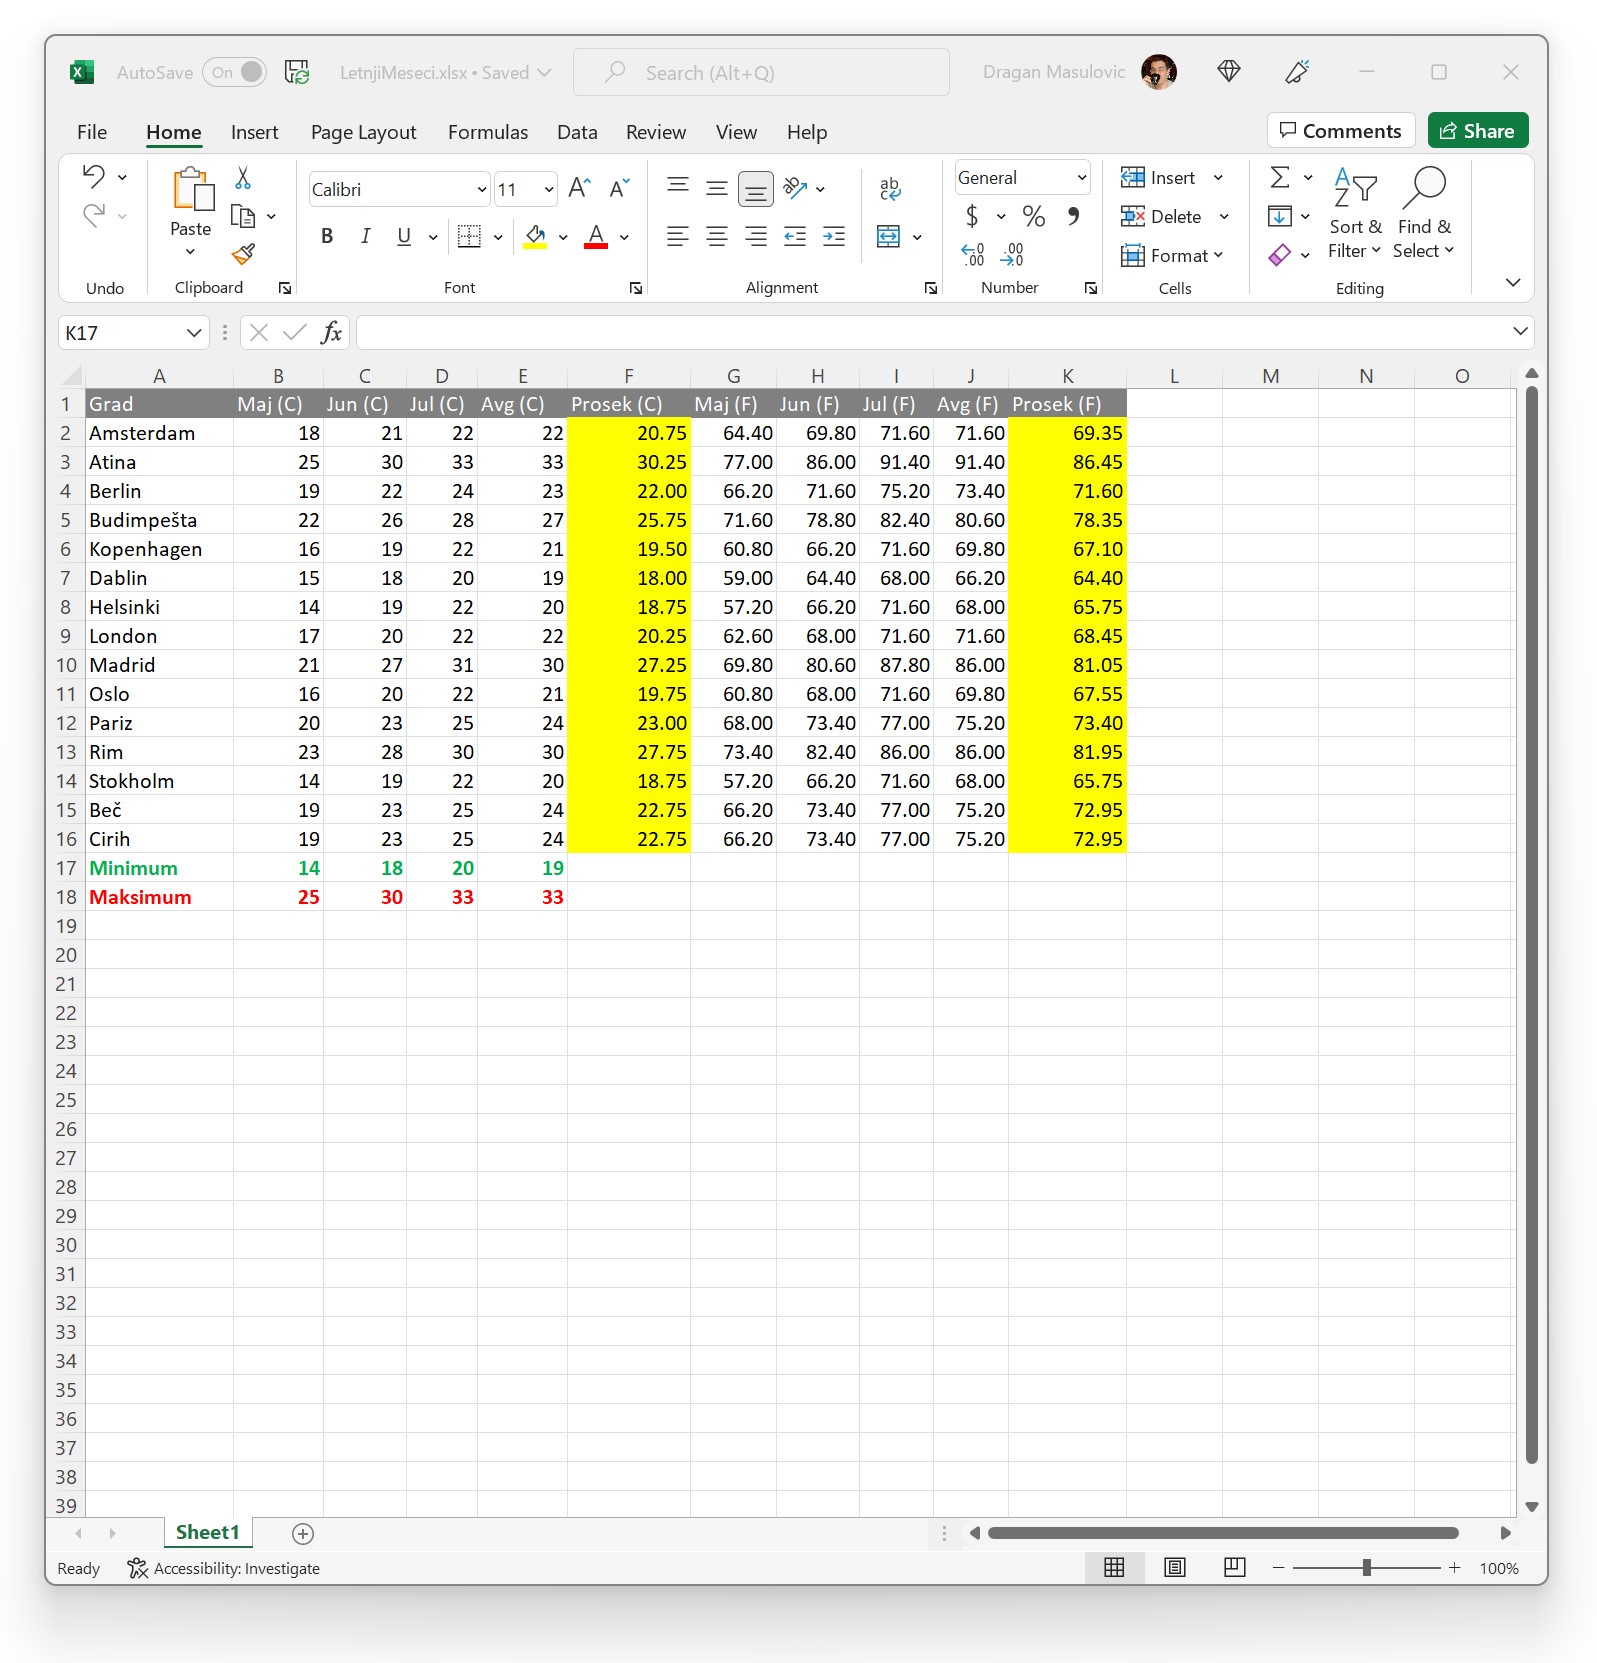 AutoSave On LetnjiMeseci.xlsx • Saved Search (Alt+Q) Dragan Masulovic
File Home Insert Page Layout Formulas Data Review View Help Comments Share
Calibri 11 General Insert
Paste Delete Sort & Filter Find & Select
Format
Undo Clipboard Font Alignment Number Cells Editing
K17 fx
A B C D E F G H I J K L M N O
1 Grad Maj (C) Jun (C) Jul (C) Avg (C) Prosek (C) Maj (F) Jun (F) Jul (F) Avg (F) Prosek (F)
2 Amsterdam 18 21 22 22 20.75 64.40 69.80 71.60 71.60 69.35
3 Atina 25 30 33 33 30.25 77.00 86.00 91.40 91.40 86.45
4 Berlin 19 22 24 23 22.00 66.20 71.60 75.20 73.40 71.60
5 Budimpešta 22 26 28 27 25.75 71.60 78.80 82.40 80.60 78.35
6 Kopenhagen 16 19 22 21 19.50 60.80 66.20 71.60 69.80 67.10
7 Dablin 15 18 20 19 18.00 59.00 64.40 68.00 66.20 64.40
8 Helsinki 14 19 22 20 18.75 57.20 66.20 71.60 68.00 65.75
9 London 17 20 22 22 20.25 62.60 68.00 71.60 71.60 68.45
10 Madrid 21 27 31 30 27.25 69.80 80.60 87.80 86.00 81.05
11 Oslo 16 20 22 21 19.75 60.80 68.00 71.60 69.80 67.55
12 Pariz 20 23 25 24 23.00 68.00 73.40 77.00 75.20 73.40
13 Rim 23 28 30 30 27.75 73.40 82.40 86.00 86.00 81.95
14 Stokholm 14 19 22 20 18.75 57.20 66.20 71.60 68.00 65.75
15 Beč 19 23 25 24 22.75 66.20 73.40 77.00 75.20 72.95
16 Cirih 19 23 25 24 22.75 66.20 73.40 77.00 75.20 72.95
17 Minimum 14 18 20 19
18 Maksimum 25 30 33 33
19
20
21
22
23
24
25
26
27
28
29
30
31
32
33
34
35
36
37
38
39
Sheet1
Ready Accessibility: Investigate 100%